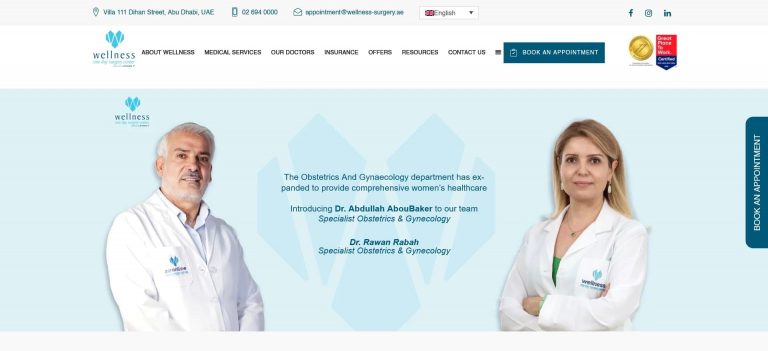 Villa 111 Dihan Street, Abu Dhabi, UAE
02 694 0000
appointment@wellness-surgery.ae
English
wellness
one day surgery center
ABOUT WELLNESS
MEDICAL SERVICES
OUR DOCTORS
INSURANCE
OFFERS
RESOURCES
CONTACT US
BOOK AN APPOINTMENT
Great
Place
To
Work.
Certified
wellness
one day surgery center
BOOK AN APPOINTMENT
The Obstetrics And Gynaecology department has ex-
panded to provide comprehensive women's healthcare
Introducing Dr. Abdullah AbouBaker to our team
Specialist Obstetrics & Gynecology
Dr. Rawan Rabah
Specialist Obstetrics & Gynecology
wellness